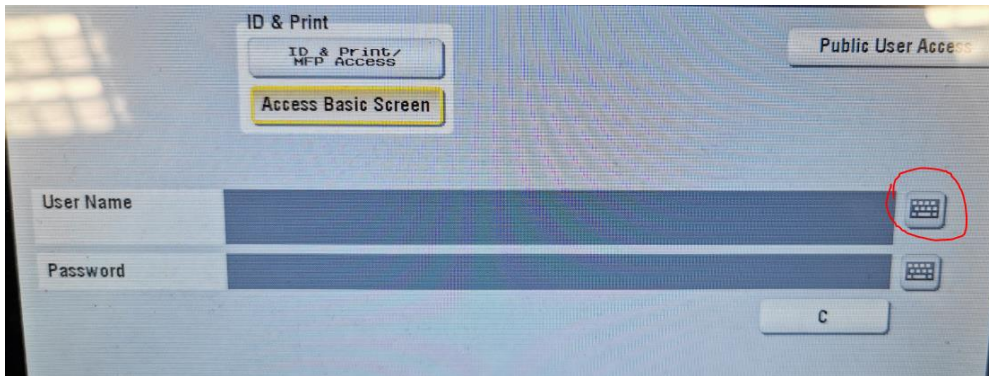 ID & Print
ID & Print/
MFP Access
Public User Access
Access Basic Screen
User Name
Password
C